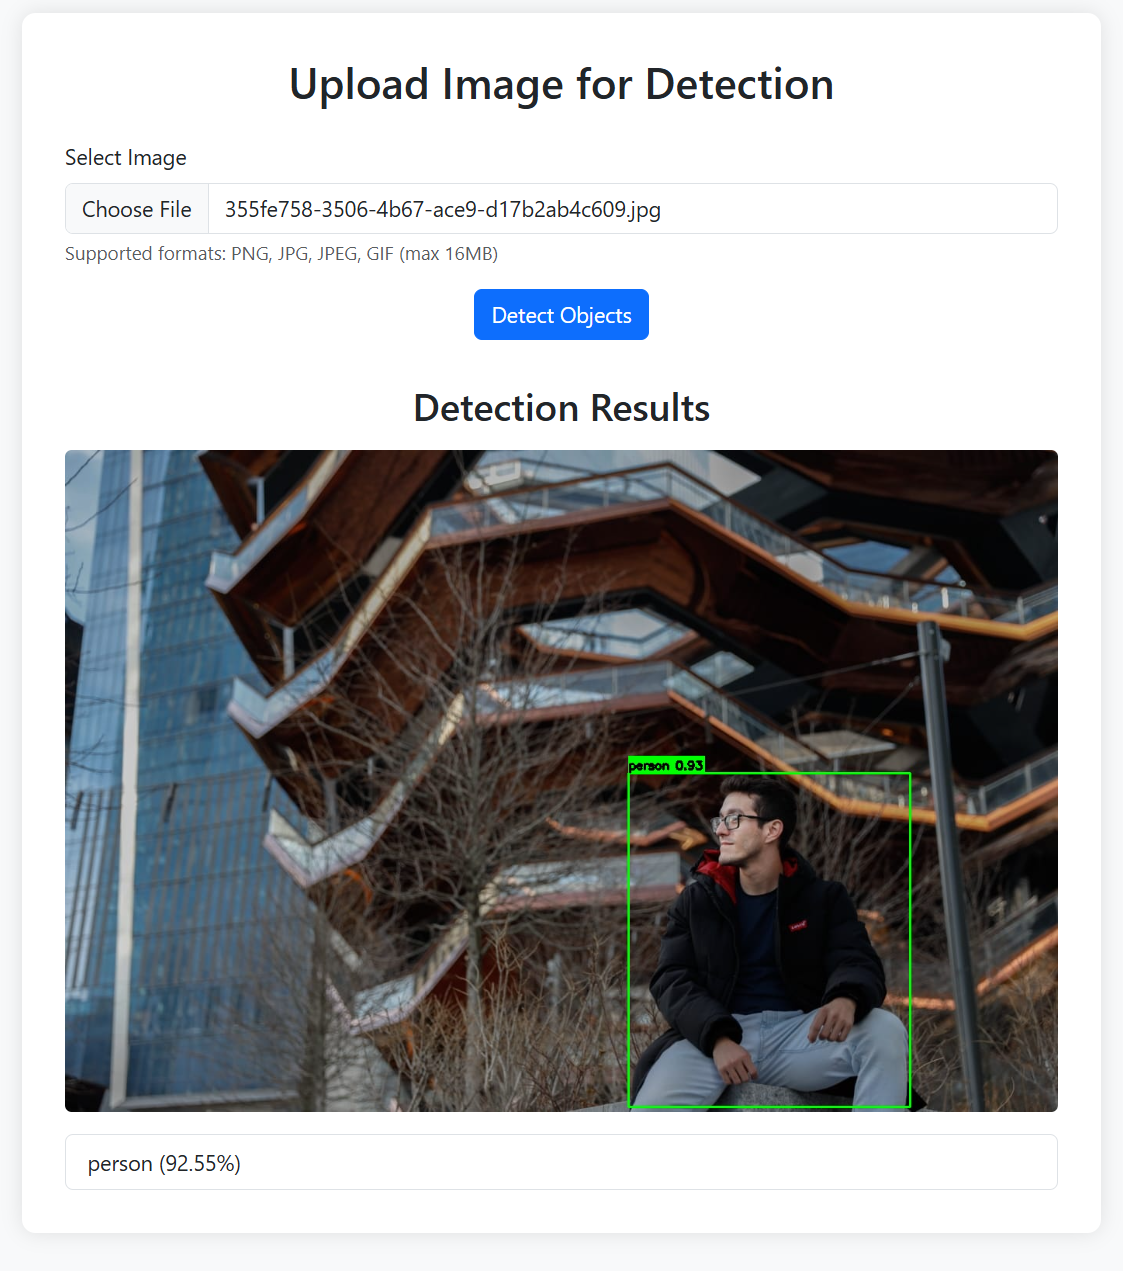 Upload Image for Detection
Select Image
Choose File 355fe758-3506-4b67-ace9-d17b2ab4c609.jpg
Supported formats: PNG, JPG, JPEG, GIF (max 16MB)
Detect Objects
Detection Results
person 0.93
Levi's
person (92.55%)